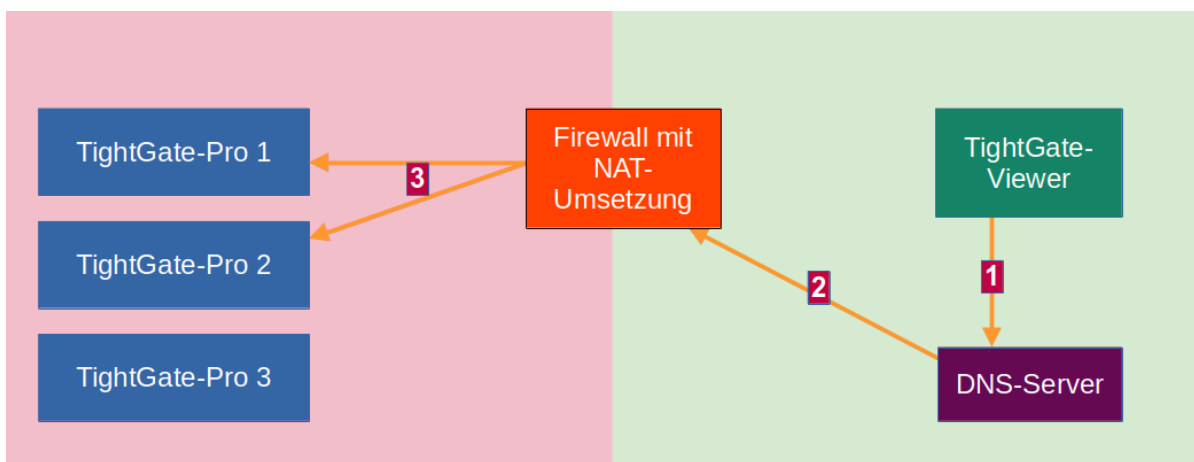 TightGate-Pro 1
Firewall mit
NAT-
Umsetzung
TightGate-
Viewer
3
TightGate-Pro 2
2
1
TightGate-Pro 3
DNS-Server